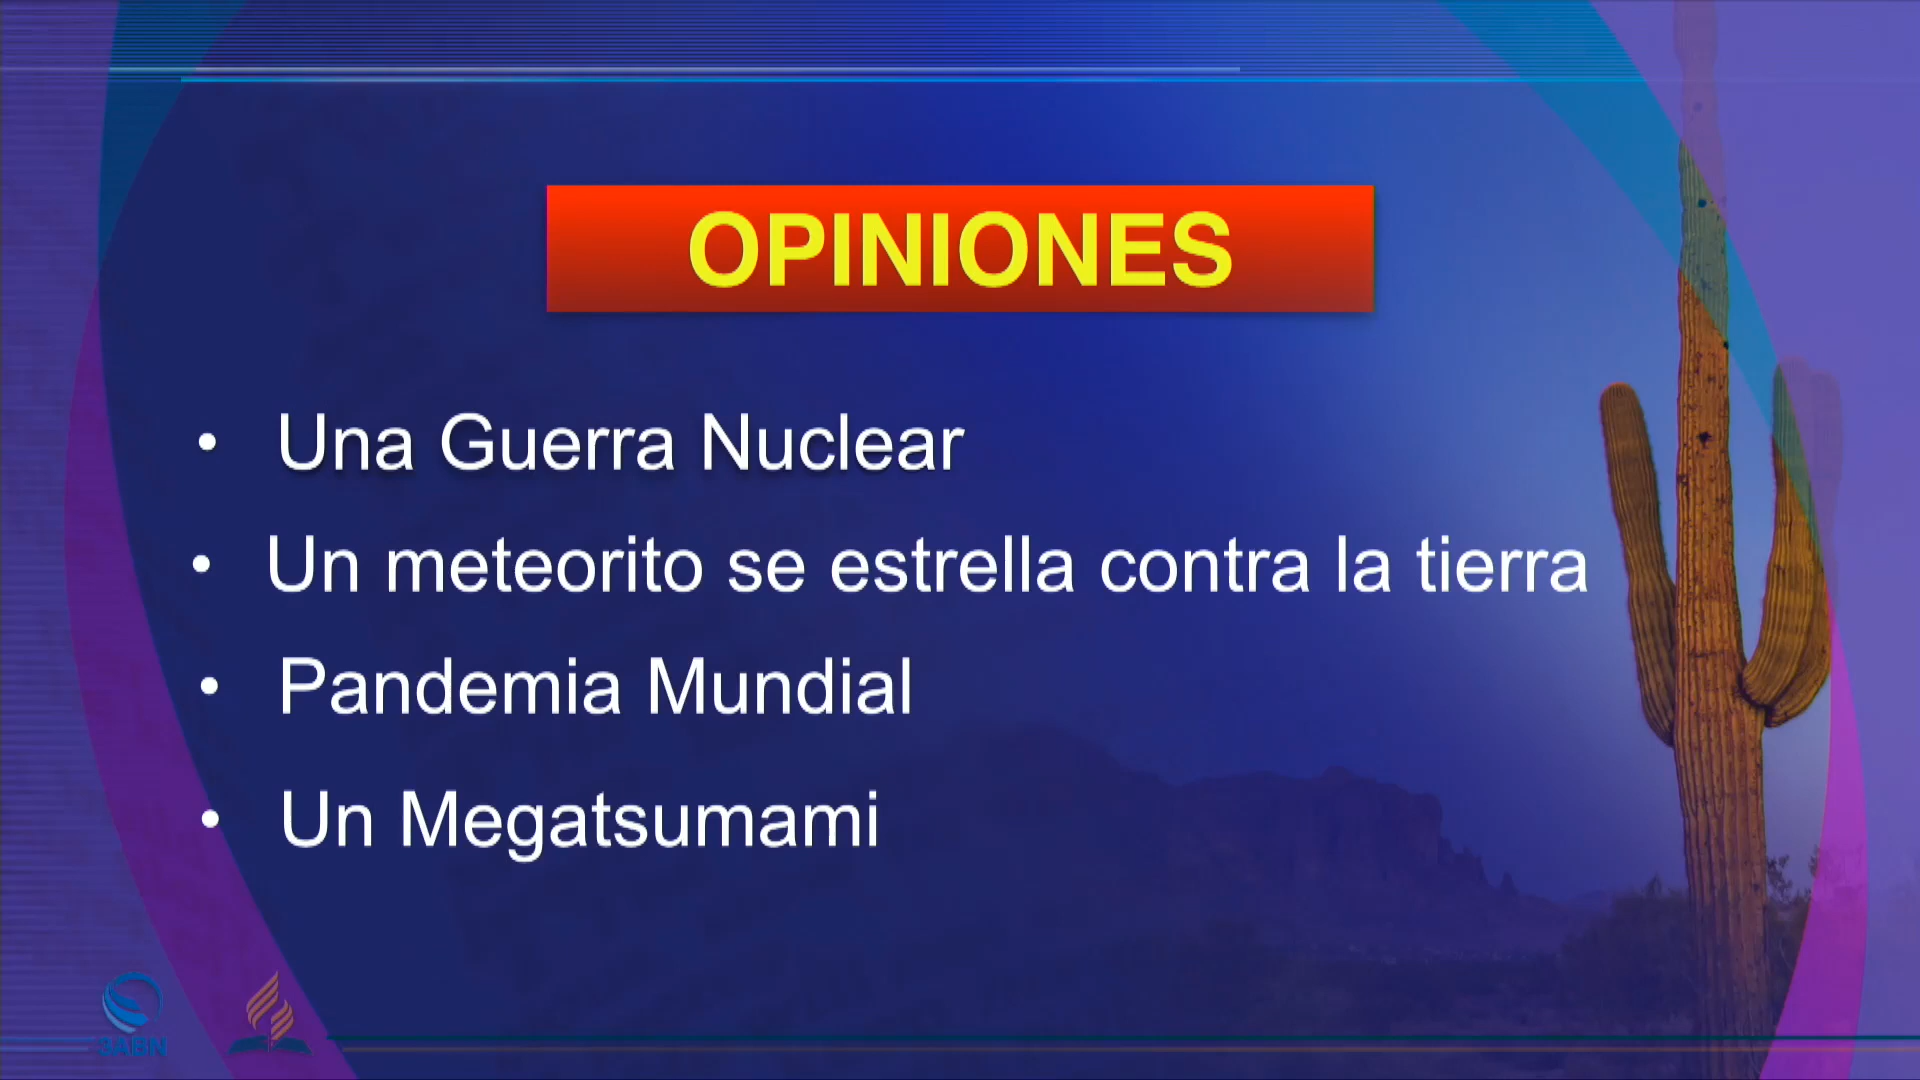 OPINIONES
• Una Guerra Nuclear
• Un meteorito se estrella contra la tierra
• Pandemia Mundial
• Un Megatsumami
3ABN